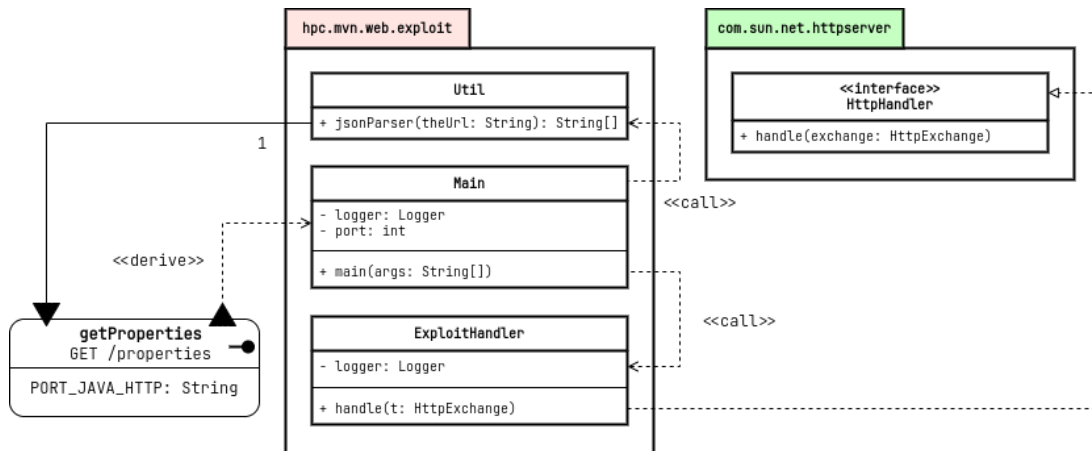 hpc.mvn.web.exploit
com.sun.net.httpserver
Util
+ jsonParser(theUrl: String): String[]
1
<<interface>>
HttpHandler
+ handle(exchange: HttpExchange)
Main
- logger: Logger
- port: int
+ main(args: String[])
<<call>>
<<derive>>
<<call>>
getProperties
GET /properties
PORT_JAVA_HTTP: String
ExploitHandler
- logger: Logger
+ handle(t: HttpExchange)